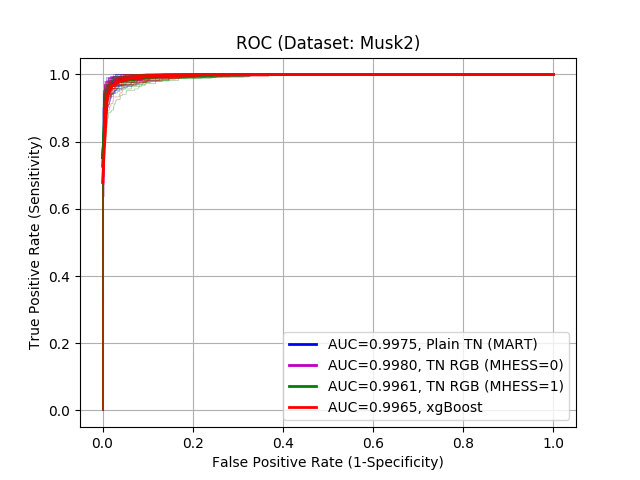 ROC (Dataset: Musk2)
True Positive Rate (Sensitivity)
1.0
0.8
0.6
0.4
0.2
0.0
AUC=0.9975, Plain TN (MART)
AUC=0.9980, TN RGB (MHESS=0)
AUC=0.9961, TN RGB (MHESS=1)
AUC=0.9965, xgBoost
0.0 0.2 0.4 0.6 0.8 1.0
False Positive Rate (1-Specificity)